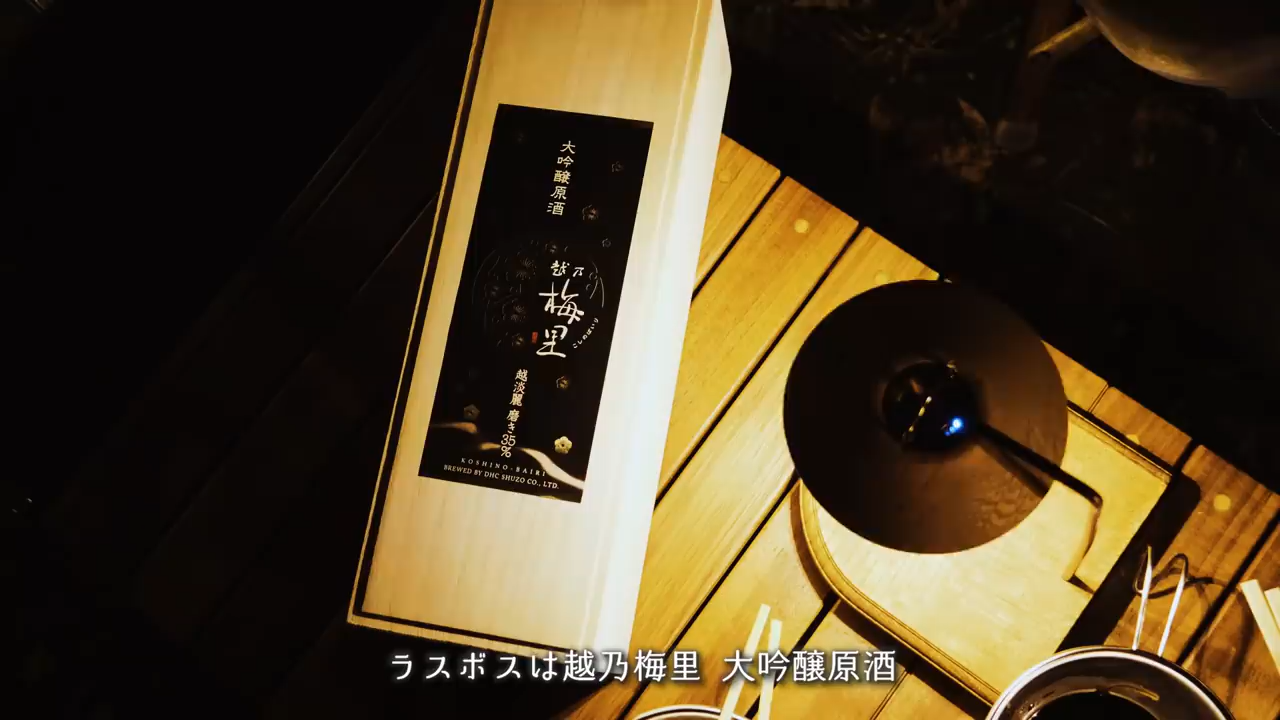 大吟醸原酒
越乃
梅里
こしのばいり
越淡麗 磨き35%
KOSHINO-BAIRI
BREWED BY DHC SHUZO CO., LTD.
ラスボスは越乃梅里 大吟醸原酒